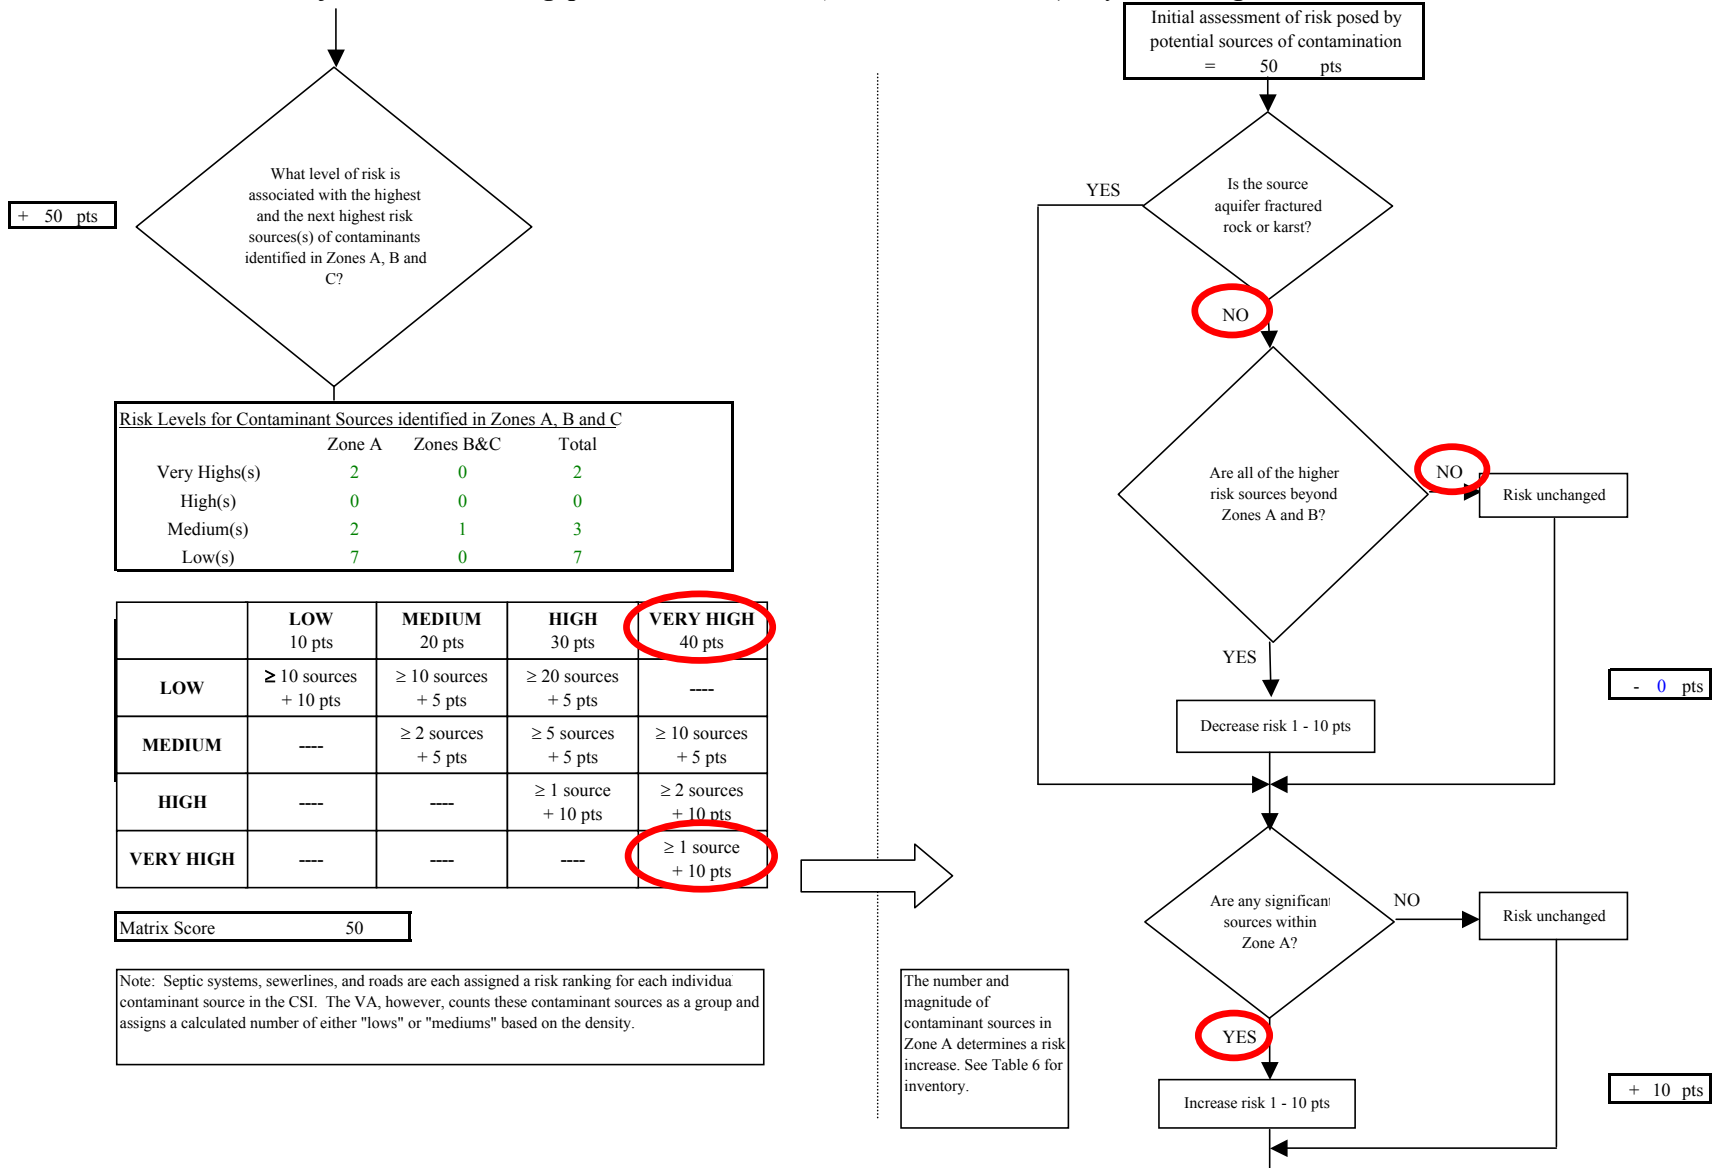 Initial assessment of risk posed by
potential sources of contamination
= 50 pts
What level of risk is
associated with the highest
and the next highest risk
sources(s) of contaminants
identified in Zones A, B and
C?
+ 50 pts
Risk Levels for Contaminant Sources identified in Zones A, B and C
Zone A Zones B&C Total
Very Highs(s) 2 0 2
High(s) 0 0 0
Medium(s) 2 1 3
Low(s) 7 0 7
LOW MEDIUM HIGH VERY HIGH
10 pts 20 pts 30 pts 40 pts
LOW ≥ 10 sources ≥ 10 sources ≥ 20 sources ----
+ 10 pts + 5 pts + 5 pts
MEDIUM ---- ≥ 2 sources ≥ 5 sources ≥ 10 sources
+ 5 pts + 5 pts + 5 pts
HIGH ---- ---- ≥ 1 source ≥ 2 sources
+ 10 pts + 10 pts
VERY HIGH ---- ---- ---- ≥ 1 source
+ 10 pts
Matrix Score 50
Note: Septic systems, sewerlines, and roads are each assigned a risk ranking for each individua
contaminant source in the CSI. The VA, however, counts these contaminant sources as a group and
assigns a calculated number of either "lows" or "mediums" based on the density.
YES
Is the source
aquifer fractured
rock or karst?
NO
Are all of the higher
risk sources beyond
Zones A and B?
NO
Risk unchanged
YES
- 0 pts
Decrease risk 1 - 10 pts
Are any significant
sources within
Zone A?
NO
Risk unchanged
The number and
magnitude of
contaminant sources in
Zone A determines a risk
increase. See Table 6 for
inventory.
YES
+ 10 pts
Increase risk 1 - 10 pts